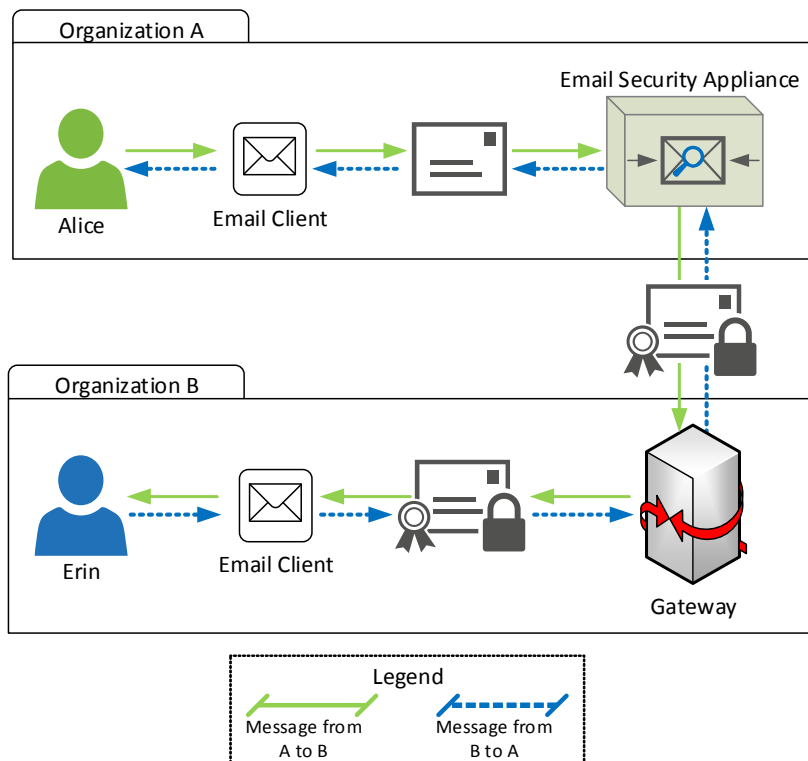 Organization A
Email Security Appliance
Alice
Email Client
Organization B
Erin
Email Client
Gateway
Legend
Message from
A to B
Message from
B to A